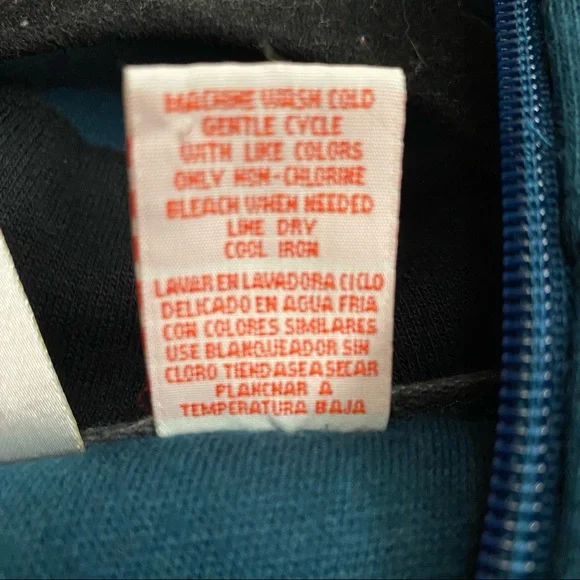 MACHINE WASH COLD
GENTLE CYCLE
WITH LIKE COLORS
ONLY NON-CHLORINE
BLEACH WHEN NEEDED
LINE DRY
COOL IRON
LAVAR EN LAVADORA CICLO
DELICADO EN AGUA FRIA
CON COLORES SIMILARES
USE BLANQUEADOR SIN
CLORO TIENDASE A SECAR
PLANCHAR A
TEMPERATURA BAJA